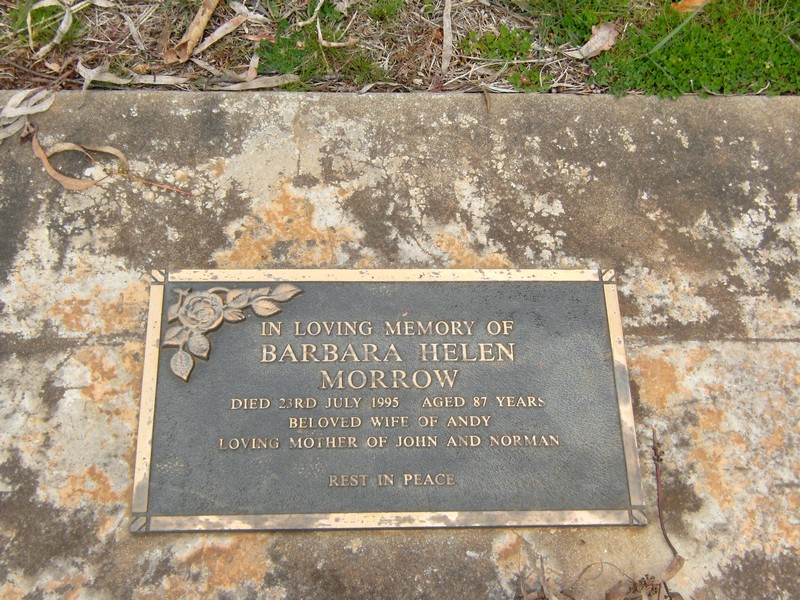 IN LOVING MEMORY OF
BARBARA HELEN
MORROW
DIED 23RD JULY 1995 AGED 87 YEARS
BELOVED WIFE OF ANDY
LOVING MOTHER OF JOHN AND NORMAN
REST IN PEACE